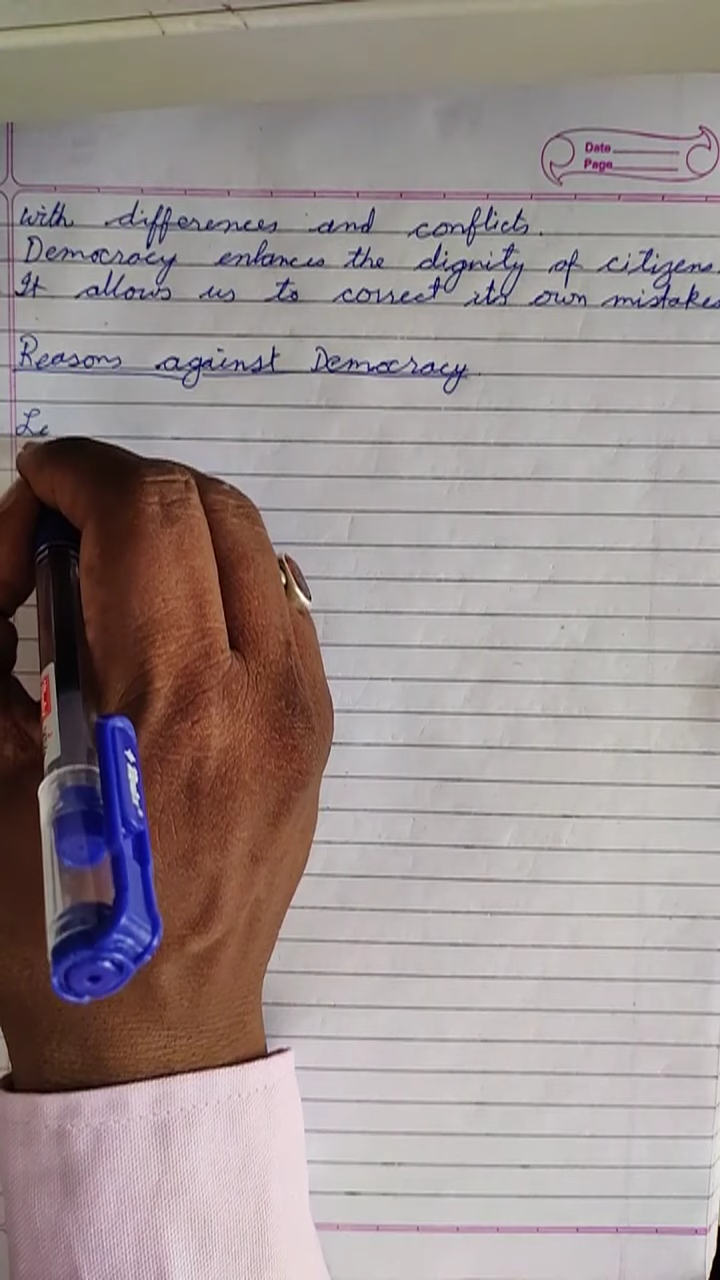 Date
Page
with differences and conflicts.
Democracy enhances the dignity of citizens.
It allows us to correct its own mistakes
Reasons against Democracy
Le